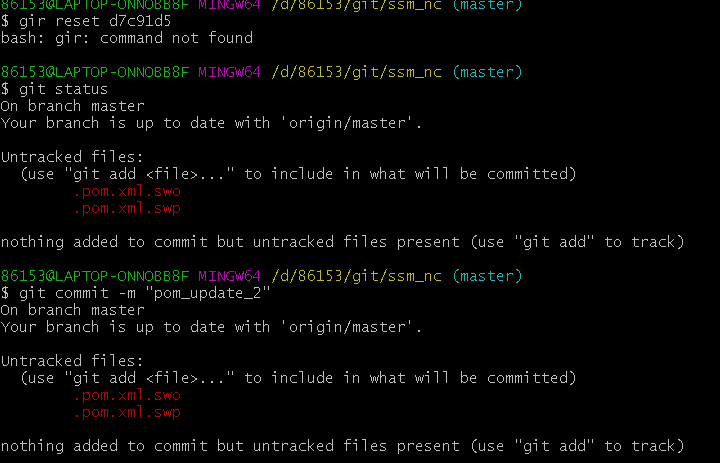 86153@LAPTOP-ONNOBB8F MINGW64 /d/86153/git/ssm_nc (master)
$ gir reset d7c91d5
bash: gir: command not found
86153@LAPTOP-ONNOBB8F MINGW64 /d/86153/git/ssm_nc (master)
$ git status
On branch master
Your branch is up to date with 'origin/master'.
Untracked files:
(use "git add <file>..." to include in what will be committed)
.pom.xml.swo
.pom.xml.swp
nothing added to commit but untracked files present (use "git add" to track)
86153@LAPTOP-ONNOBB8F MINGW64 /d/86153/git/ssm_nc (master)
$ git commit -m "pom_update_2"
On branch master
Your branch is up to date with 'origin/master'.
Untracked files:
(use "git add <file>..." to include in what will be committed)
.pom.xml.swo
.pom.xml.swp
nothing added to commit but untracked files present (use "git add" to track)